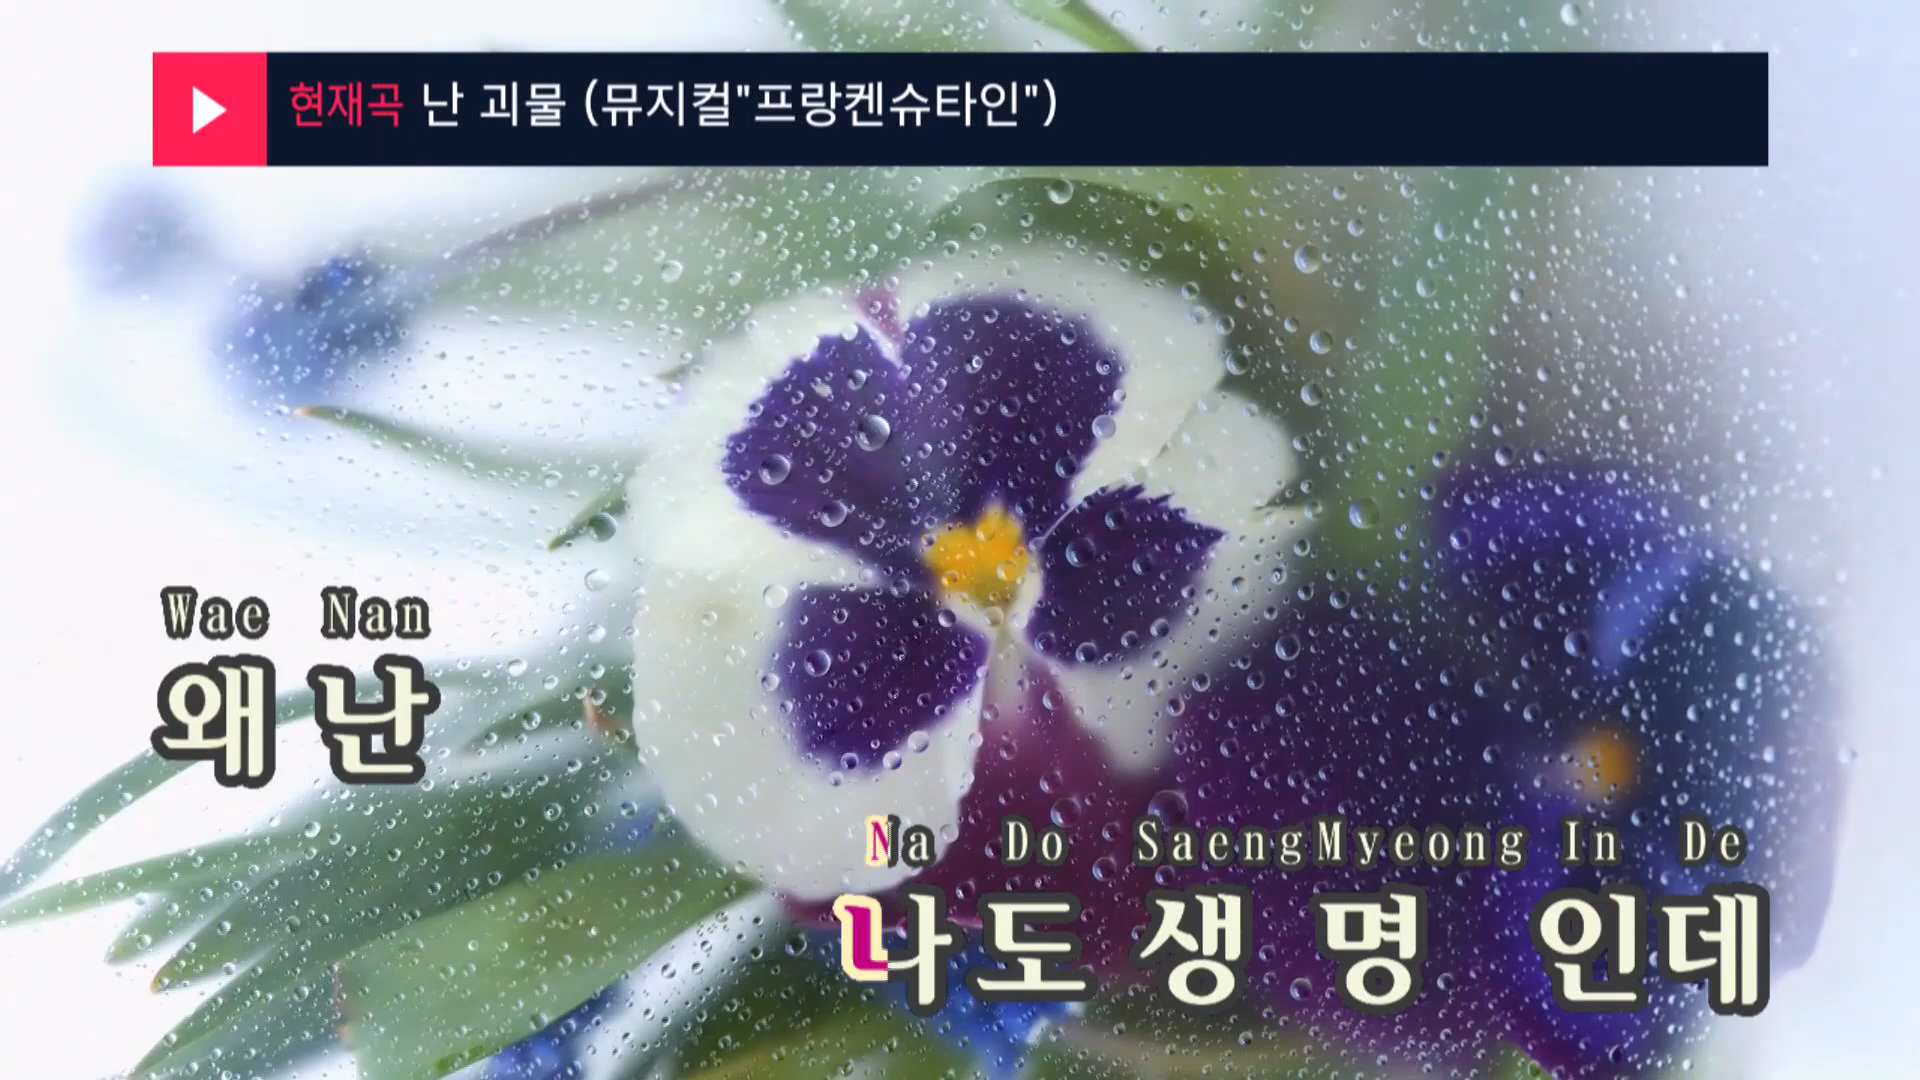 현재곡 난 괴물 (뮤지컬"프랑켄슈타인")
Wae Nan
왜 난
Na Do SaengMyeong In De
나도 생 명 인데